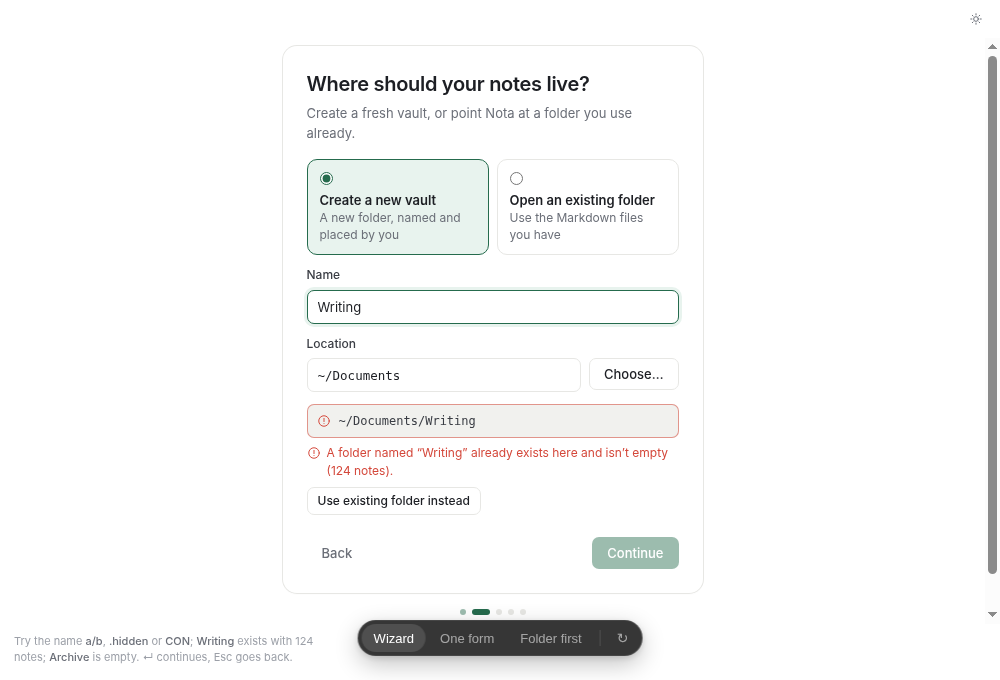 Where should your notes live?
Create a fresh vault, or point Nota at a folder you use
already.
Create a new vault
A new folder, named and
placed by you
Open an existing folder
Use the Markdown files
you have
Name
Writing
Location
~/Documents
Choose...
~/Documents/Writing
A folder named “Writing” already exists here and isn’t empty
(124 notes).
Use existing folder instead
Back
Continue
Try the name a/b, .hidden or CON; Writing exists with 124
notes; Archive is empty. ↵ continues, Esc goes back.
Wizard
One form
Folder first
↻